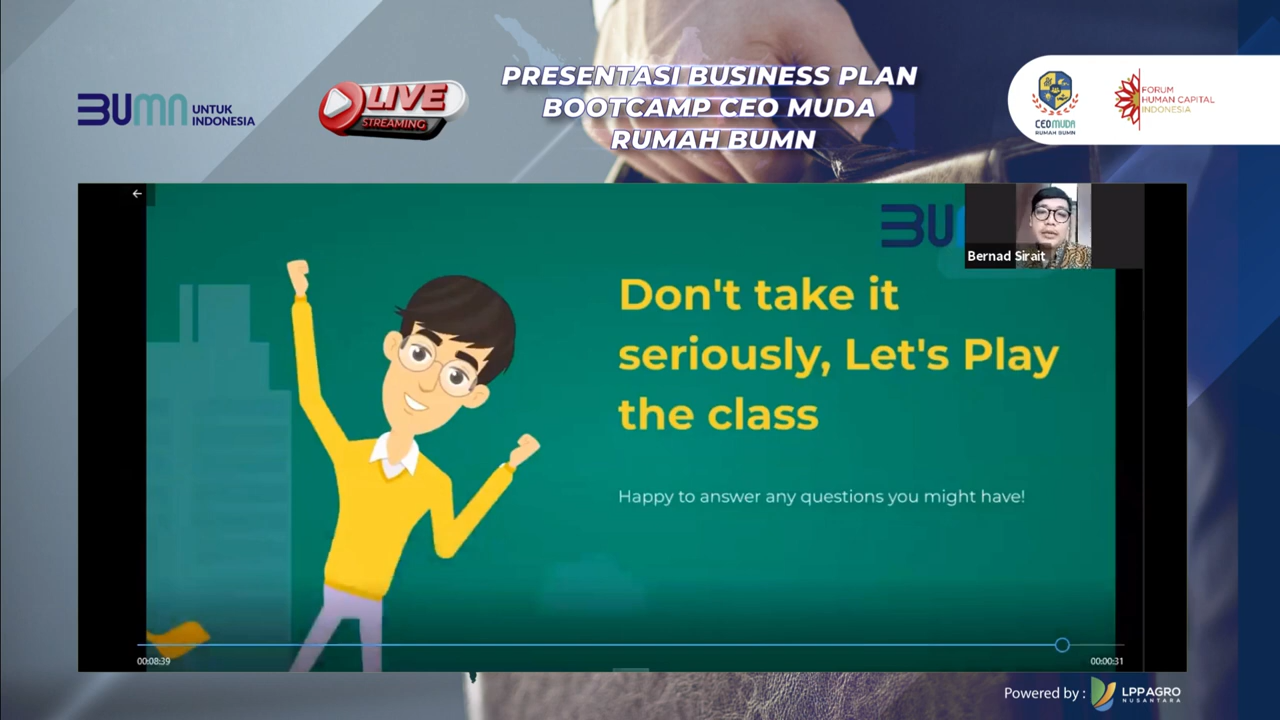 BUMN UNTUK
INDONESIA
LIVE
STREAMING
PRESENTASI BUSINESS PLAN
BOOTCAMP CEO MUDA
RUMAH BUMN
CEOMUDA
RUMAH BUMN
FORUM
HUMAN CAPITAL
INDONESIA
BU
Bernad Sirait
Don't take it
seriously, Let's Play
the class
Happy to answer any questions you might have!
00:08:39
00:00:31
Powered by :
LPPAGRO
NUSANTARA